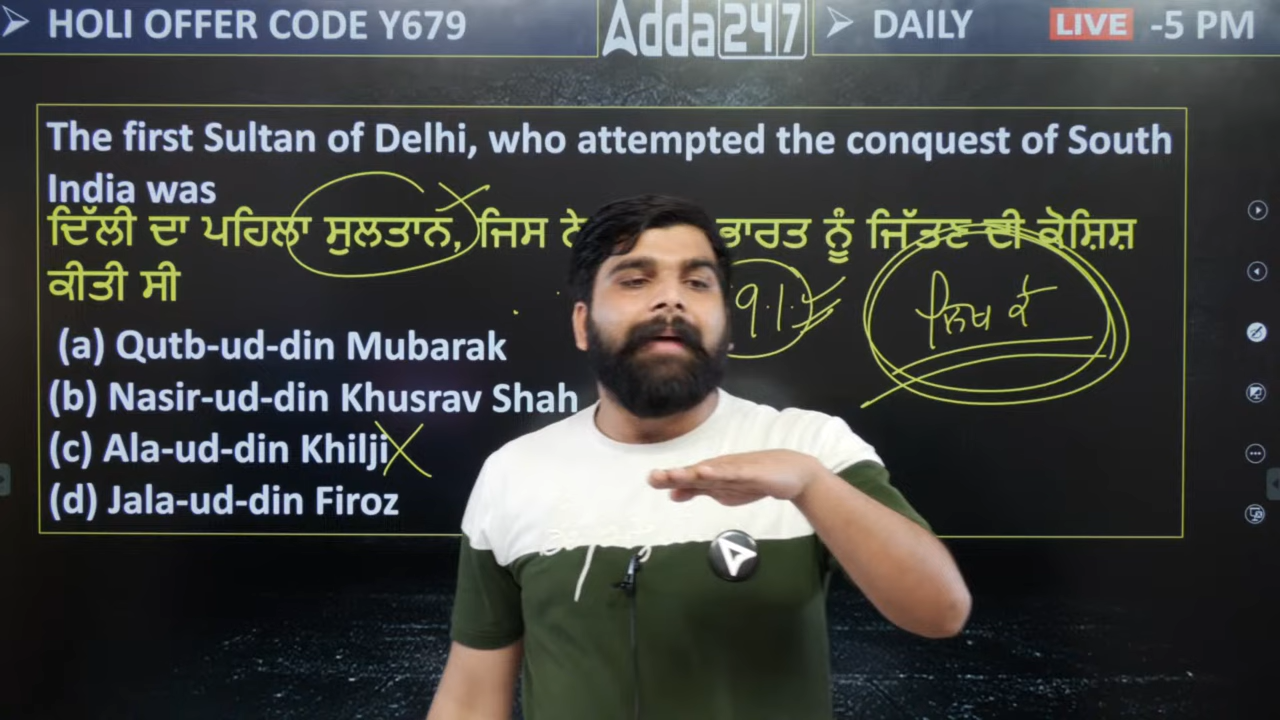 HOLI OFFER CODE Y679
Adda247
DAILY LIVE -5 PM
The first Sultan of Delhi, who attempted the conquest of South
India was
ਦਿੱਲੀ ਦਾ ਪਹਿਲਾ ਸੁਲਤਾਨ, ਜਿਸ ਨੇ ਭਾਰਤ ਨੂੰ ਜਿੱਤਣ ਦੀ ਕੋਸ਼ਿਸ਼
ਕੀਤੀ ਸੀ
(a) Qutb-ud-din Mubarak
(b) Nasir-ud-din Khusrav Shah
(c) Ala-ud-din Khilji
(d) Jala-ud-din Firoz